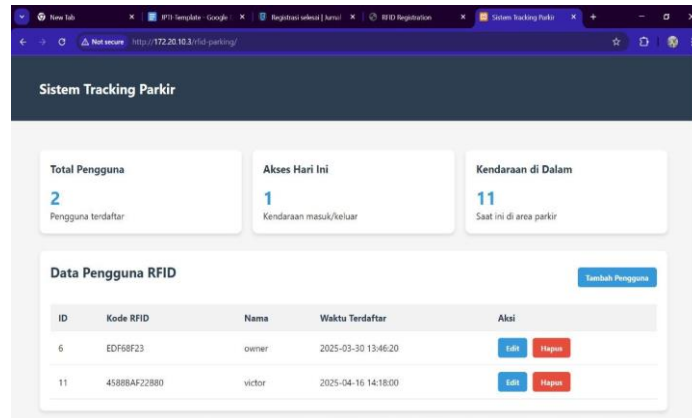 New Tab
JPTI-Template - Google
Registrasi selesai | Jurnal
RFID Registration
Sistem Tracking Parkir
Not secure http://172.20.10.3/rfid-parking/
Sistem Tracking Parkir
Total Pengguna
2
Pengguna terdaftar
Akses Hari Ini
1
Kendaraan masuk/keluar
Kendaraan di Dalam
11
Saat ini di area parkir
Data Pengguna RFID
Tambah Pengguna
ID Kode RFID Nama Waktu Terdaftar Aksi
6 EDF68F23 owner 2025-03-30 13:46:20 Edit Hapus
11 4588BAF22880 victor 2025-04-16 14:18:00 Edit Hapus